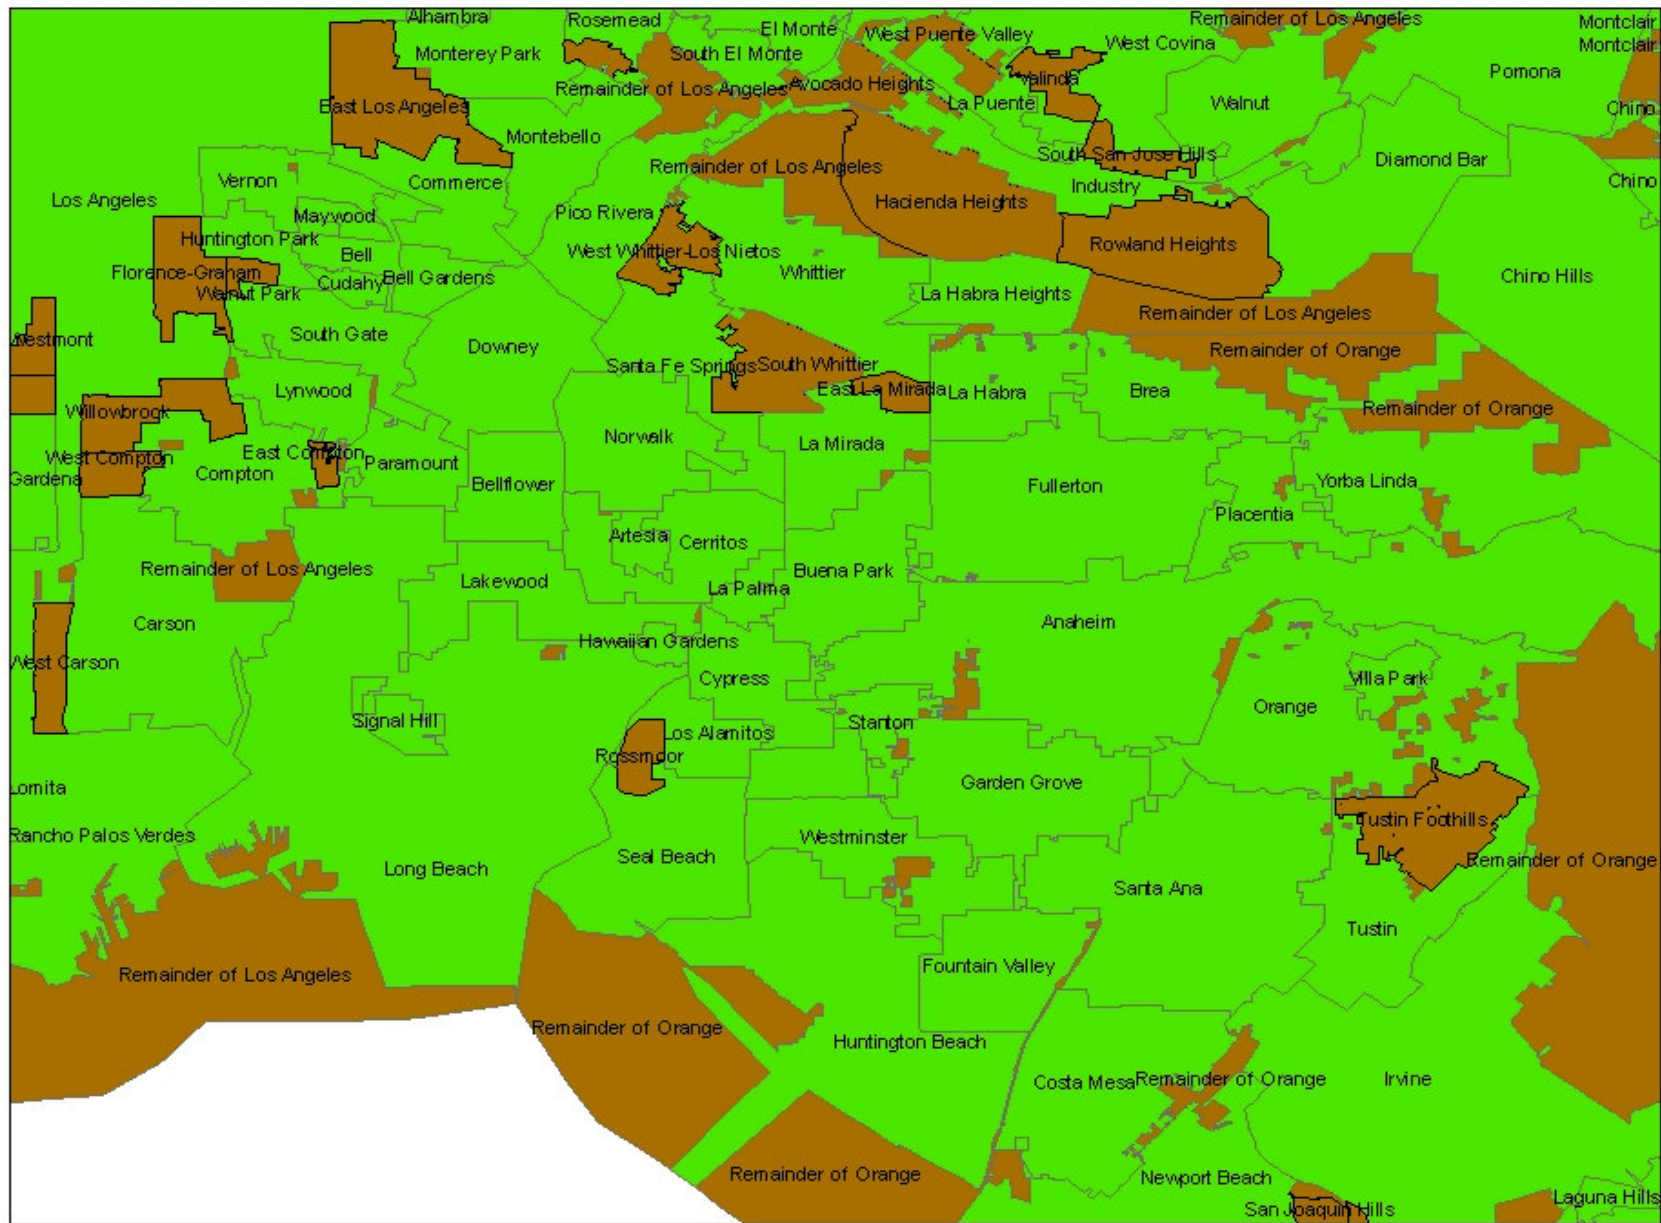 Alhambra
Rosemead
El Monte
West Puente Valley
Remainder of Los Angeles
Montclair
Montclair
Monterey Park
South El Monte
West Covina
Pomona
Valinda
Remainder of Los Angeles
Avocado Heights
La Puente
Walnut
Chino
East Los Angeles
Montebello
South San Jose Hills
Diamond Bar
Remainder of Los Angeles
Vernon
Commerce
Industry
Chino
Los Angeles
Maywood
Pico Rivera
Hacienda Heights
Huntington Park
Bell
West Whittier-Los Nietos
Rowland Heights
Florence-Graham
Cudahy
Bell Gardens
Whittier
Chino Hills
Walnut Park
La Habra Heights
Remainder of Los Angeles
Westmont
South Gate
Downey
Remainder of Orange
Santa Fe Springs
South Whittier
Lynwood
East La Mirada
La Habra
Brea
Willowbrook
Remainder of Orange
Norwalk
La Mirada
West Compton
East Compton
Paramount
Gardena
Compton
Bellflower
Fullerton
Yorba Linda
Placentia
Artesia
Cerritos
Remainder of Los Angeles
Lakewood
Buena Park
La Palma
Carson
Hawaiian Gardens
Anaheim
West Carson
Cypress
Villa Park
Orange
Signal Hill
Los Alamitos
Stanton
Rossmoor
Lomita
Garden Grove
Rancho Palos Verdes
Westminster
Tustin Foothills
Long Beach
Seal Beach
Remainder of Orange
Santa Ana
Tustin
Remainder of Los Angeles
Fountain Valley
Remainder of Orange
Huntington Beach
Costa Mesa
Remainder of Orange
Irvine
Remainder of Orange
Newport Beach
Laguna Hills
San Joaquin Hills